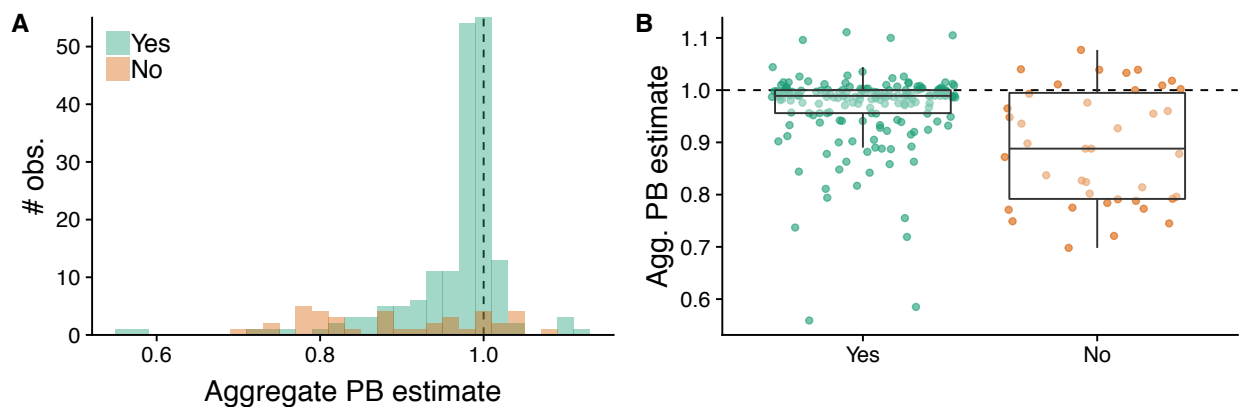 A
Yes
No
# obs.
50
40
30
20
10
0
0.6
0.8
1.0
Aggregate PB estimate
B
Agg. PB estimate
1.1
1.0
0.9
0.8
0.7
0.6
Yes
No